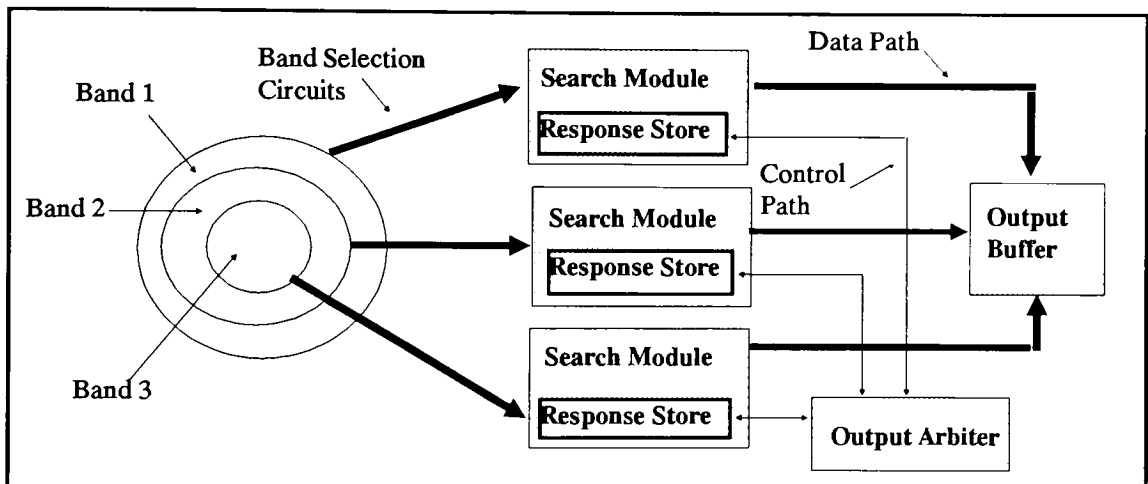 Data Path
Band Selection
Circuits
Search Module
Response Store
Band 1
Control
Path
Band 2
Search Module
Response Store
Output
Buffer
Search Module
Band 3
Response Store
Output Arbiter